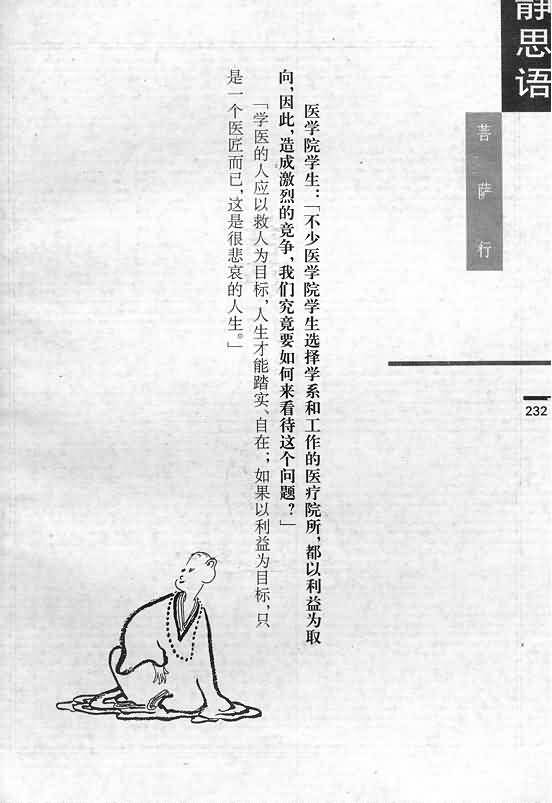 静思语
菩萨行
232
医学院学生：「不少医学院学生选择学系和工作的医疗院所，都以利益为取
向，因此，造成激烈的竞争，我们究竟要如何来看待这个问题？」
「学医的人应以救人为目标，人生才能踏实、自在；如果以利益为目标，只
是一个医匠而已，这是很悲哀的人生。」